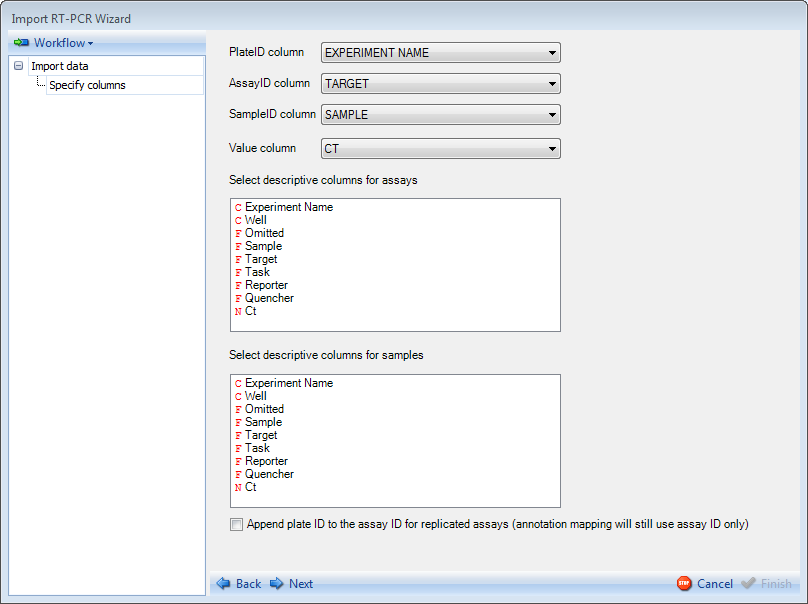 Import RT-PCR Wizard
Workflow
Import data
Specify columns
PlateID column EXPERIMENT NAME
AssayID column TARGET
SampleID column SAMPLE
Value column CT
Select descriptive columns for assays
C Experiment Name
C Well
F Omitted
F Sample
F Target
F Task
F Reporter
F Quencher
N Ct
Select descriptive columns for samples
C Experiment Name
C Well
F Omitted
F Sample
F Target
F Task
F Reporter
F Quencher
N Ct
Append plate ID to the assay ID for replicated assays (annotation mapping will still use assay ID only)
Back Next STOP Cancel Finish